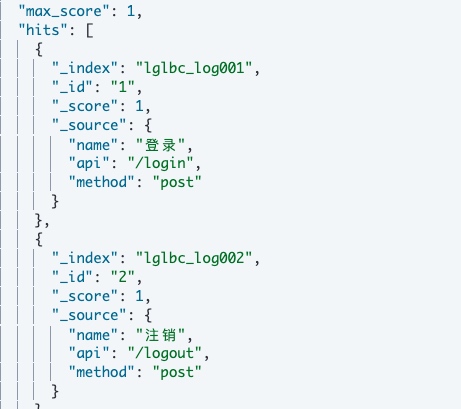 "max_score": 1,
"hits": [
{
"_index": "lglbc_log001",
"_id": "1",
"_score": 1,
"_source": {
"name": "登录",
"api": "/login",
"method": "post"
}
},
{
"_index": "lglbc_log002",
"_id": "2",
"_score": 1,
"_source": {
"name": "注销",
"api": "/logout",
"method": "post"
}
}